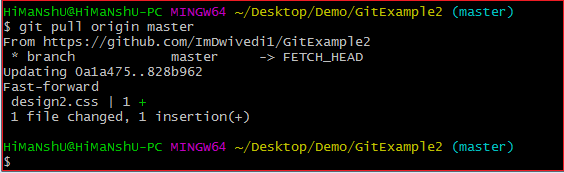 HiMaNshU@HiMaNshU-PC MINGW64 ~/Desktop/Demo/GitExample2 (master)
$ git pull origin master
From https://github.com/ImDwivedi1/GitExample2
 * branch            master     -> FETCH_HEAD
Updating 0a1a475..828b962
Fast-forward
 design2.css | 1 +
 1 file changed, 1 insertion(+)
HiMaNshU@HiMaNshU-PC MINGW64 ~/Desktop/Demo/GitExample2 (master)
$